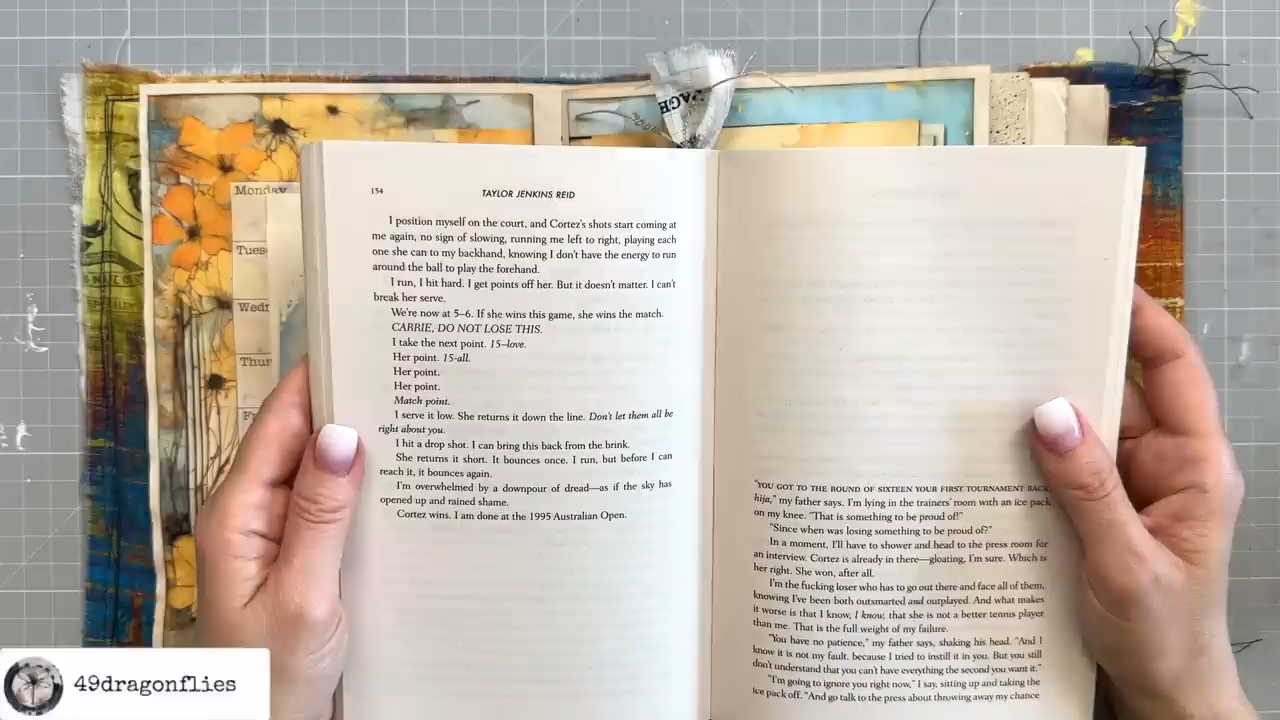 PAGE
Monday
Tues
Wedn
Thur
F
154
TAYLOR JENKINS REID
I position myself on the court, and Cortez's shots start coming at
me again, no sign of slowing, running me left to right, playing each
one she can to my backhand, knowing I don't have the energy to run
around the ball to play the forehand.
I run, I hit hard. I get points off her. But it doesn't matter. I can't
break her serve.
We're now at 5–6. If she wins this game, she wins the match.
CARRIE, DO NOT LOSE THIS.
I take the next point. 15–love.
Her point. 15-all.
Her point.
Her point.
Match point.
I serve it low. She returns it down the line. Don't let them all be
right about you.
I hit a drop shot. I can bring this back from the brink.
She returns it short. It bounces once. I run, but before I can
reach it, it bounces again.
I'm overwhelmed by a downpour of dread—as if the sky has
opened up and rained shame.
Cortez wins. I am done at the 1995 Australian Open.
"YOU GOT TO THE ROUND OF SIXTEEN YOUR FIRST TOURNAMENT BACK,
hija," my father says. I'm lying in the trainers' room with an ice pack
on my knee. "That is something to be proud of!"
"Since when was losing something to be proud of?"
In a moment, I'll have to shower and head to the press room for
an interview. Cortez is already in there—gloating, I'm sure. Which is
her right. She won, after all.
I'm the fucking loser who has to go out there and face all of them,
knowing I've been both outsmarted and outplayed. And what makes
it worse is that I know, I know, that she is not a better tennis player
than me. That is the full weight of my failure.
"You have no patience," my father says, shaking his head. "And I
know it is not my fault, because I tried to instill it in you. But you still
don't understand that you can't have everything the second you want it."
"I'm going to ignore you right now," I say, sitting up and taking the
ice pack off. "And go talk to the press about throwing away my chance
49dragonflies